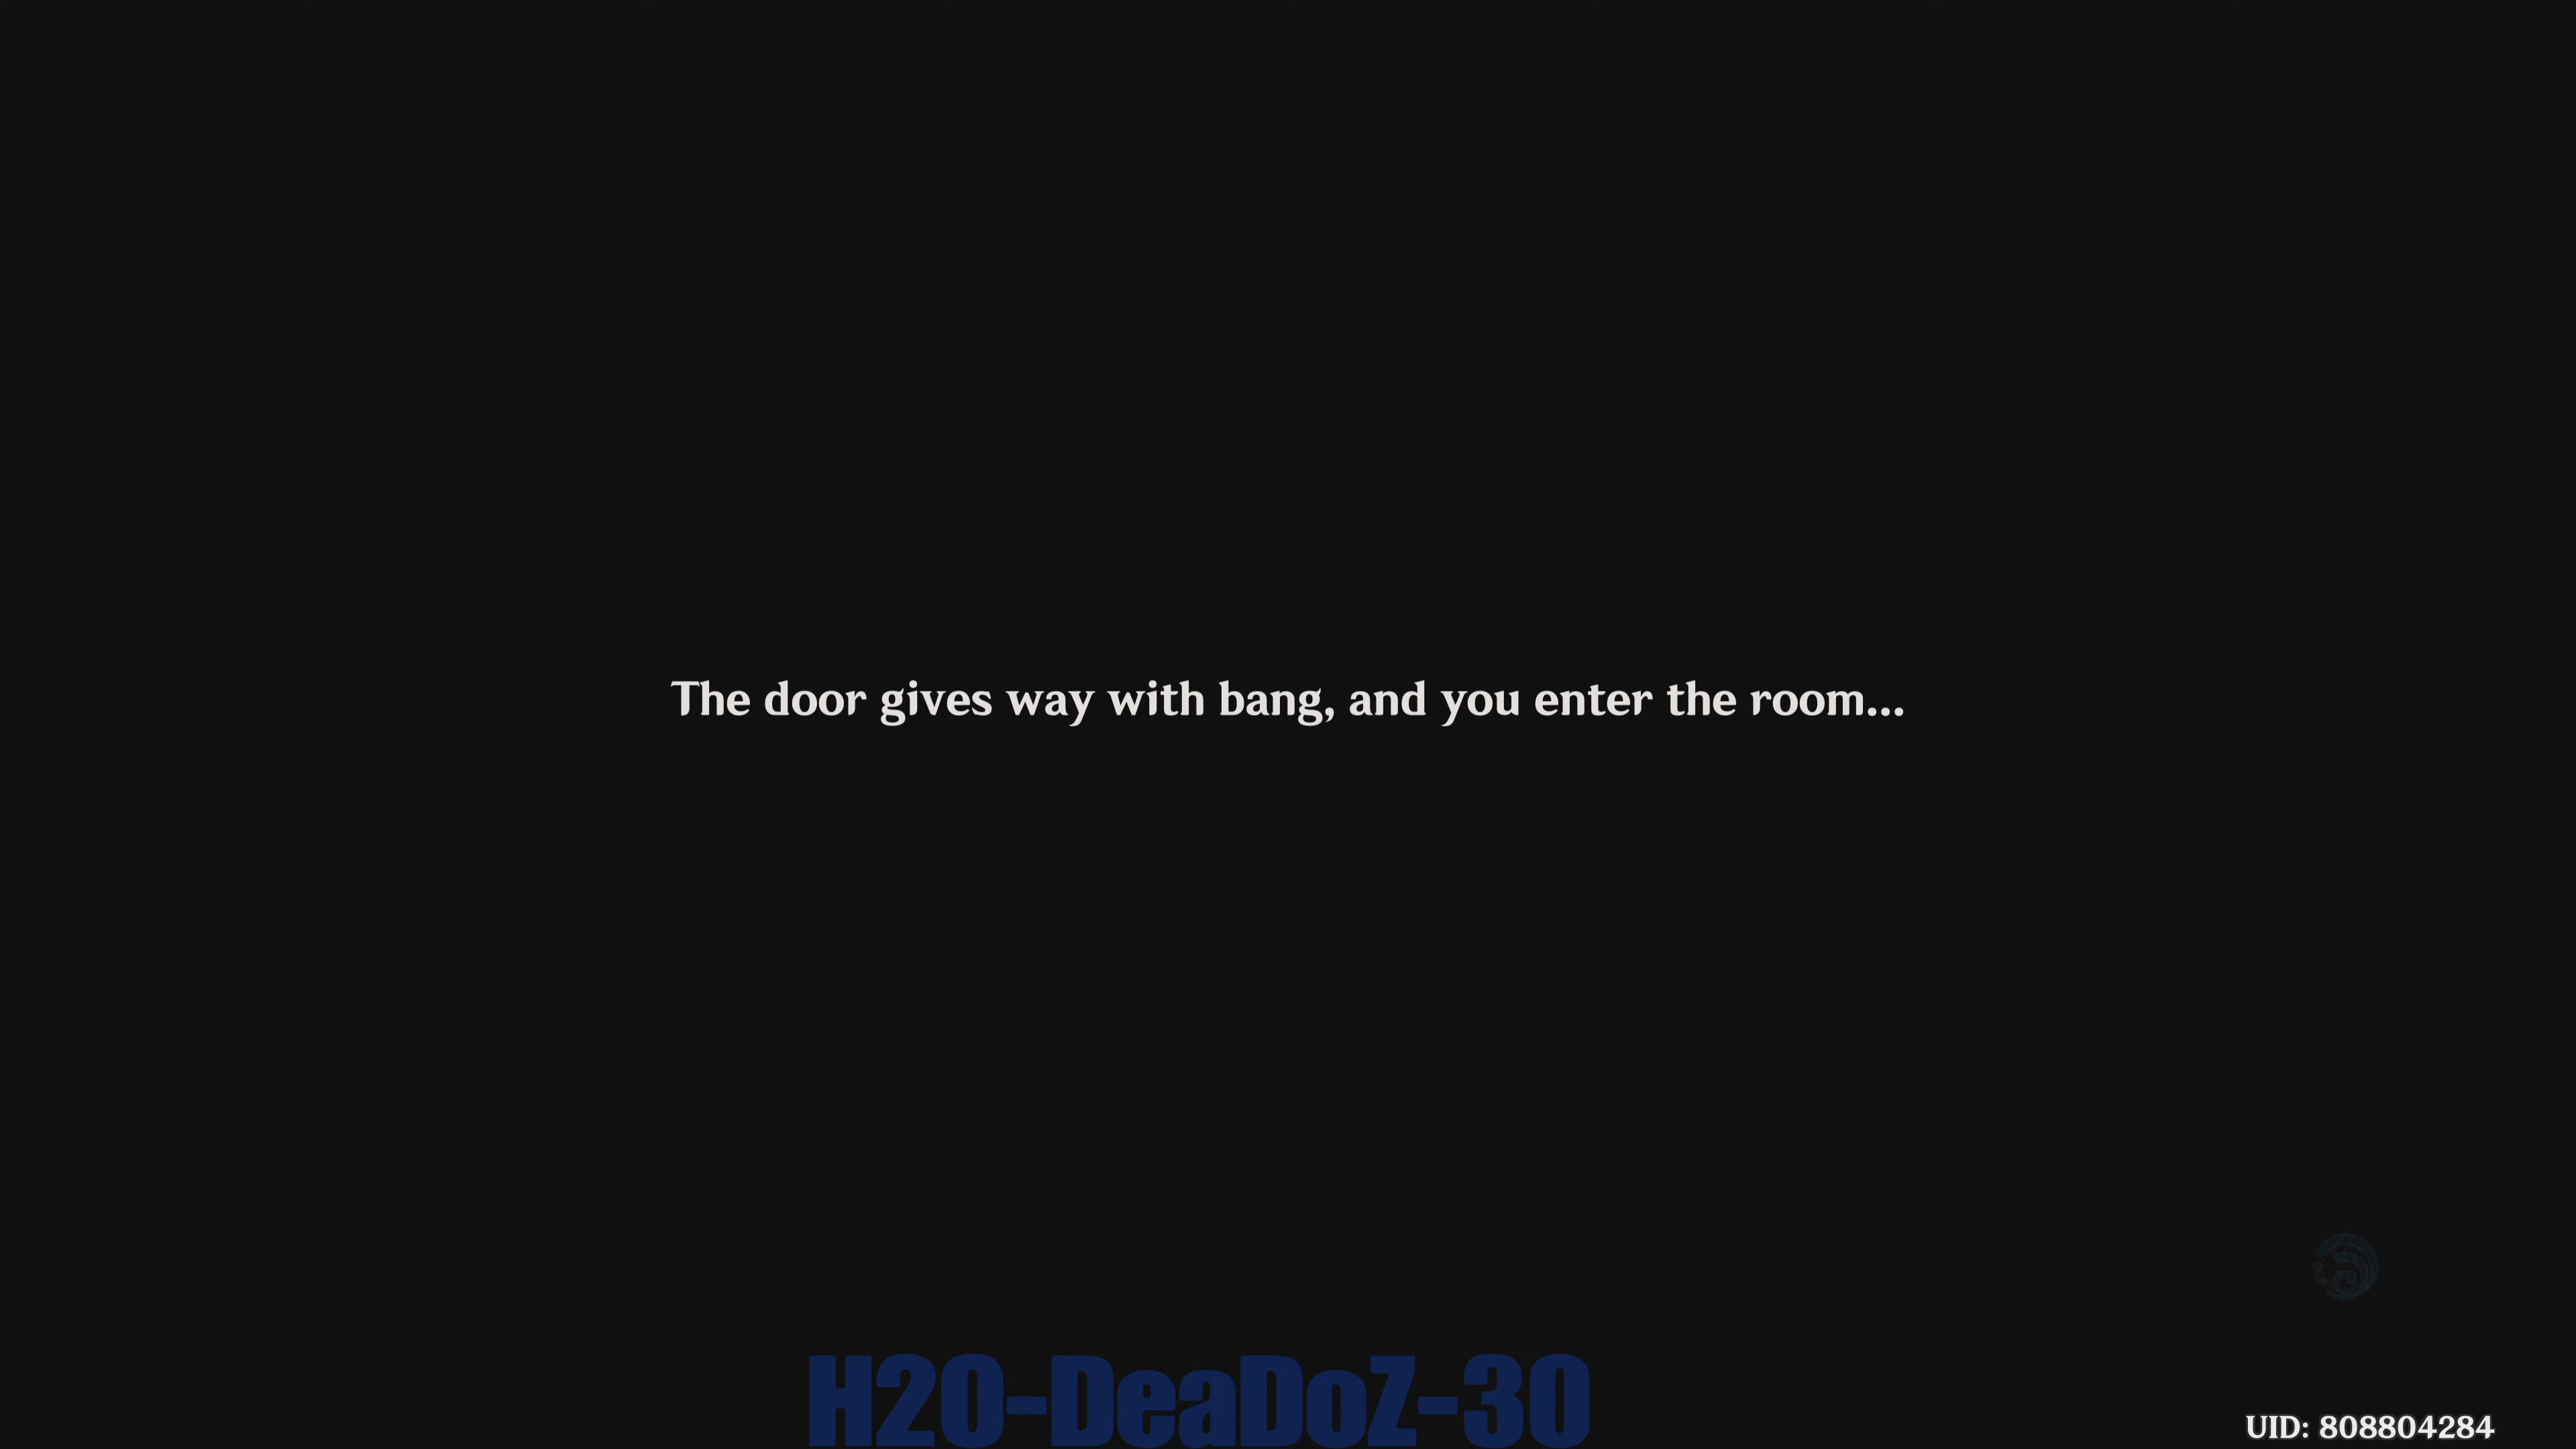 The door gives way with bang, and you enter the room...
H2O-DeaDoZ-30
UID: 808804284